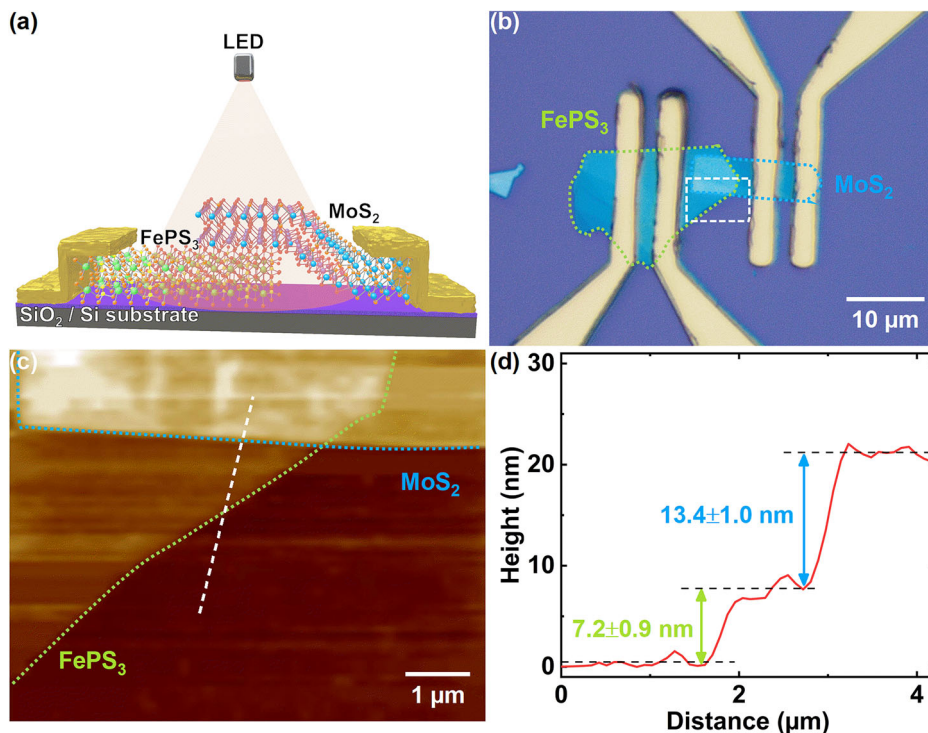 (a)
LED
MoS₂
FePS₃
SiO₂ / Si substrate
(b)
FePS₃
MoS₂
10 µm
(c)
MoS₂
FePS₃
1 µm
(d)
30
20
10
0
Height (nm)
13.4±1.0 nm
7.2±0.9 nm
0
2
4
Distance (µm)